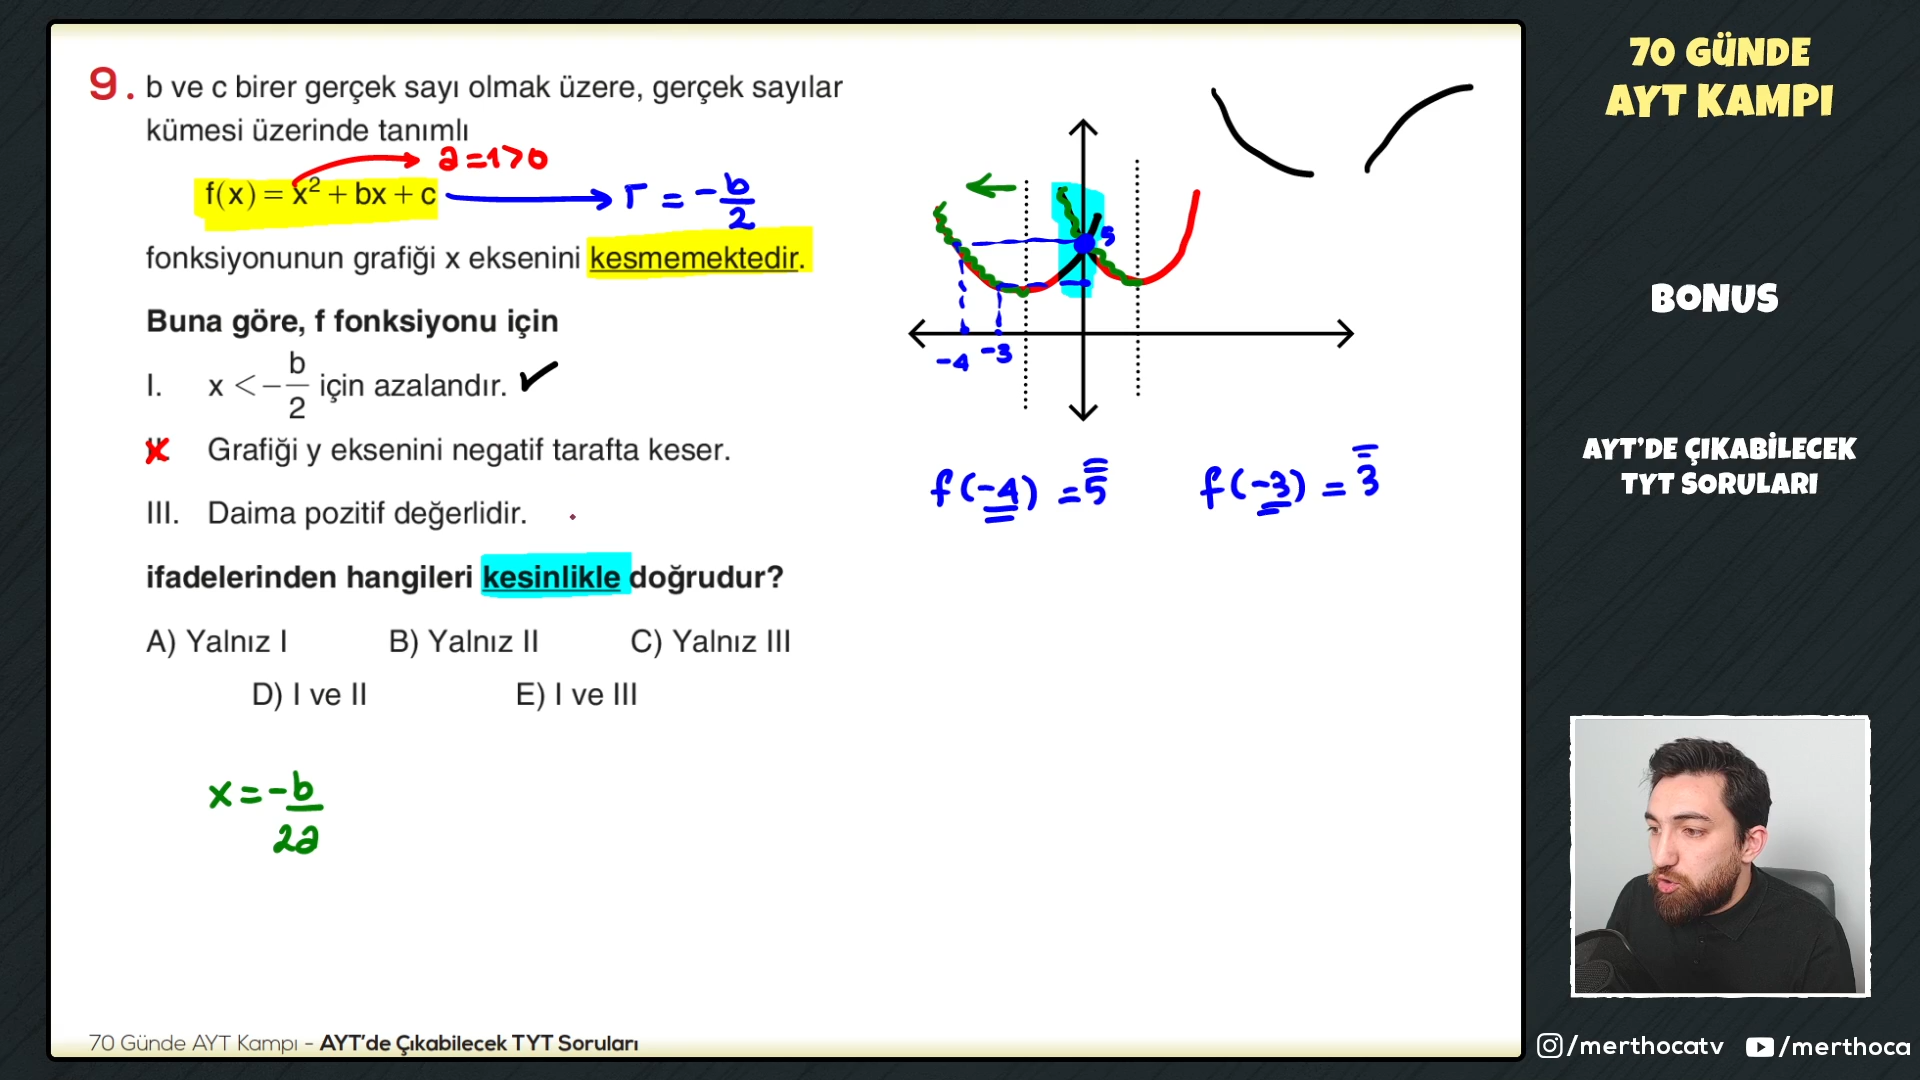 9. b ve c birer gerçek sayı olmak üzere, gerçek sayılar
kümesi üzerinde tanımlı
a=1>0
f(x) = x² + bx + c
r = -b/2
fonksiyonunun grafiği x eksenini kesmemektedir.
Buna göre, f fonksiyonu için
I. x < -b/2 için azalandır.
Grafiği y eksenini negatif tarafta keser.
III. Daima pozitif değerlidir.
ifadelerinden hangileri kesinlikle doğrudur?
A) Yalnız I B) Yalnız II C) Yalnız III
D) I ve II E) I ve III
x = -b/2a
5
-4 -3
f(-4) = 5 f(-3) = 3
70 Günde AYT Kampı - AYT'de Çıkabilecek TYT Soruları
70 GÜNDE
AYT KAMPI
BONUS
AYT'DE ÇIKABİLECEK
TYT SORULARI
/merthocatv /merthoca